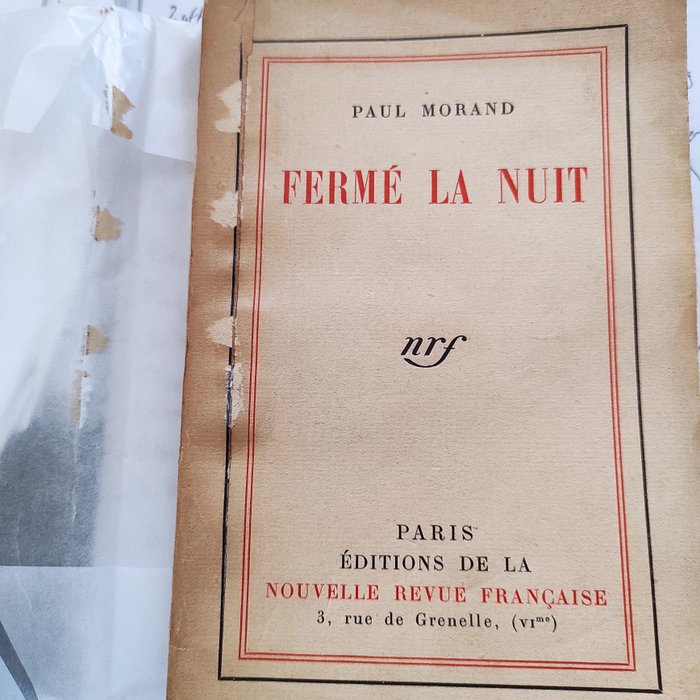 PAUL MORAND
FERMÉ LA NUIT
nrf
PARIS
ÉDITIONS DE LA
NOUVELLE REVUE FRANÇAISE
3, rue de Grenelle, (VIme)